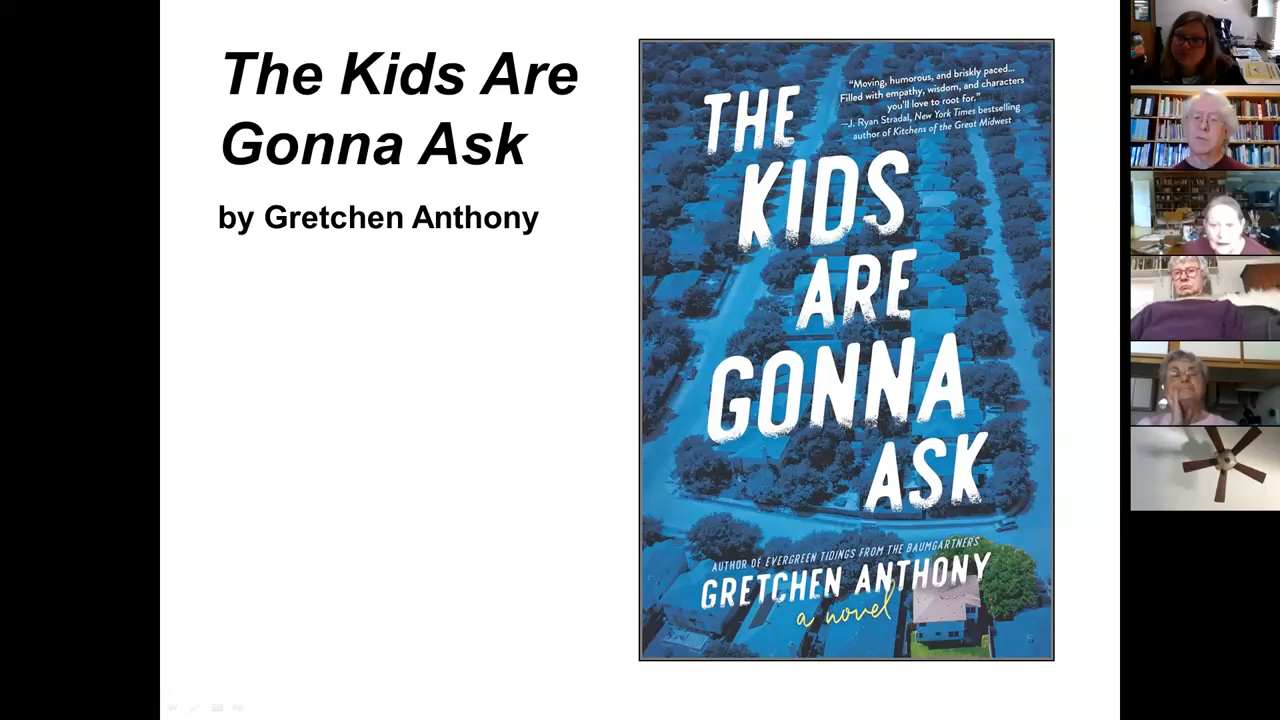 The Kids Are
Gonna Ask
by Gretchen Anthony
“Moving, humorous, and briskly paced...
Filled with empathy, wisdom, and characters
you'll love to root for.”
—J. Ryan Stradal, New York Times bestselling
author of Kitchens of the Great Midwest
THE
KIDS
ARE
GONNA
ASK
AUTHOR OF EVERGREEN TIDINGS FROM THE BAUMGARTNERS
GRETCHEN ANTHONY
a novel